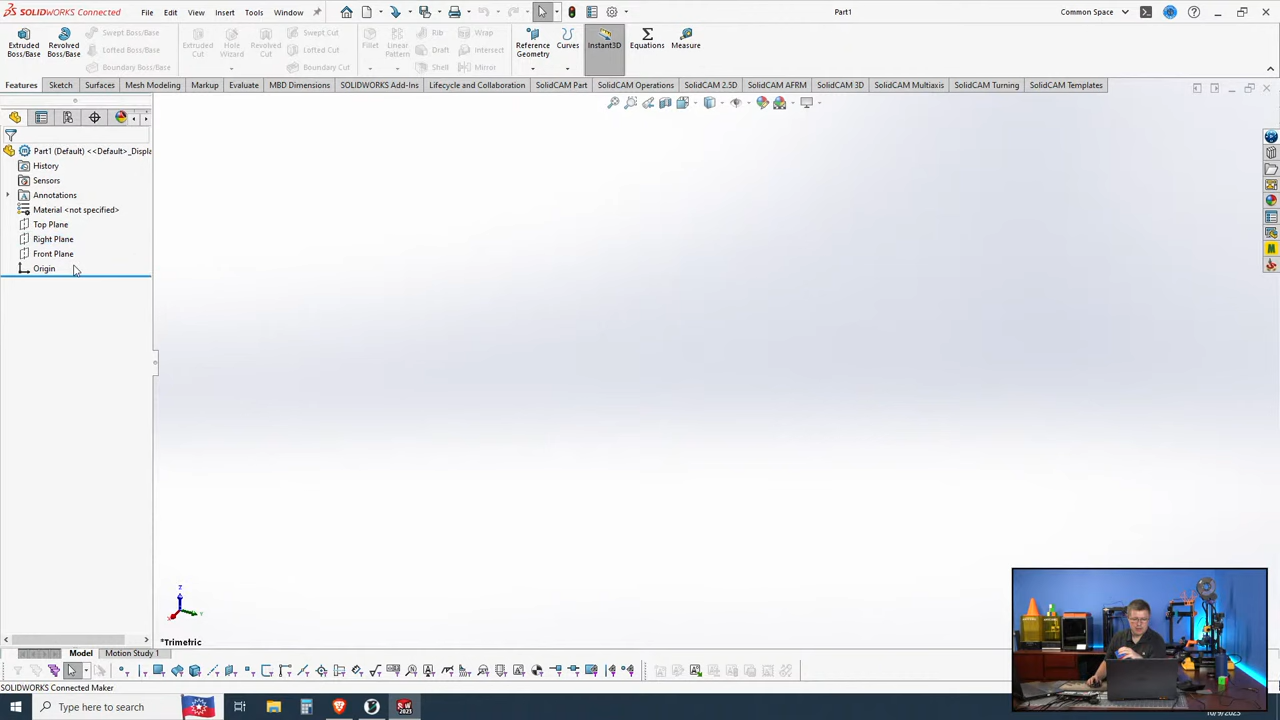 SOLIDWORKS CONNECTED File Edit View Insert Tools Window Part1 Common Space
Extruded Boss/Base Revolved Boss/Base Swept Boss/Base Lofted Boss/Base Boundary Boss/Base Extruded Cut Hole Wizard Revolved Cut Swept Cut Lofted Cut Boundary Cut Fillet Linear Pattern Rib Draft Shell Wrap Intersect Mirror Reference Geometry Curves Instant3D Equations Measure
Features Sketch Surfaces Mesh Modeling Markup Evaluate MBD Dimensions SOLIDWORKS Add-Ins Lifecycle and Collaboration SolidCAM Part SolidCAM Operations SolidCAM 2.5D SolidCAM AFRM SolidCAM 3D SolidCAM Multiaxis SolidCAM Turning SolidCAM Templates
Part1 (Default) <<Default>_Displa
History
Sensors
Annotations
Material <not specified>
Top Plane
Right Plane
Front Plane
Origin
Z
X Y
*Trimetric
Model Motion Study 1
SOLIDWORKS Connected Maker
Type here to search
10/9/2023